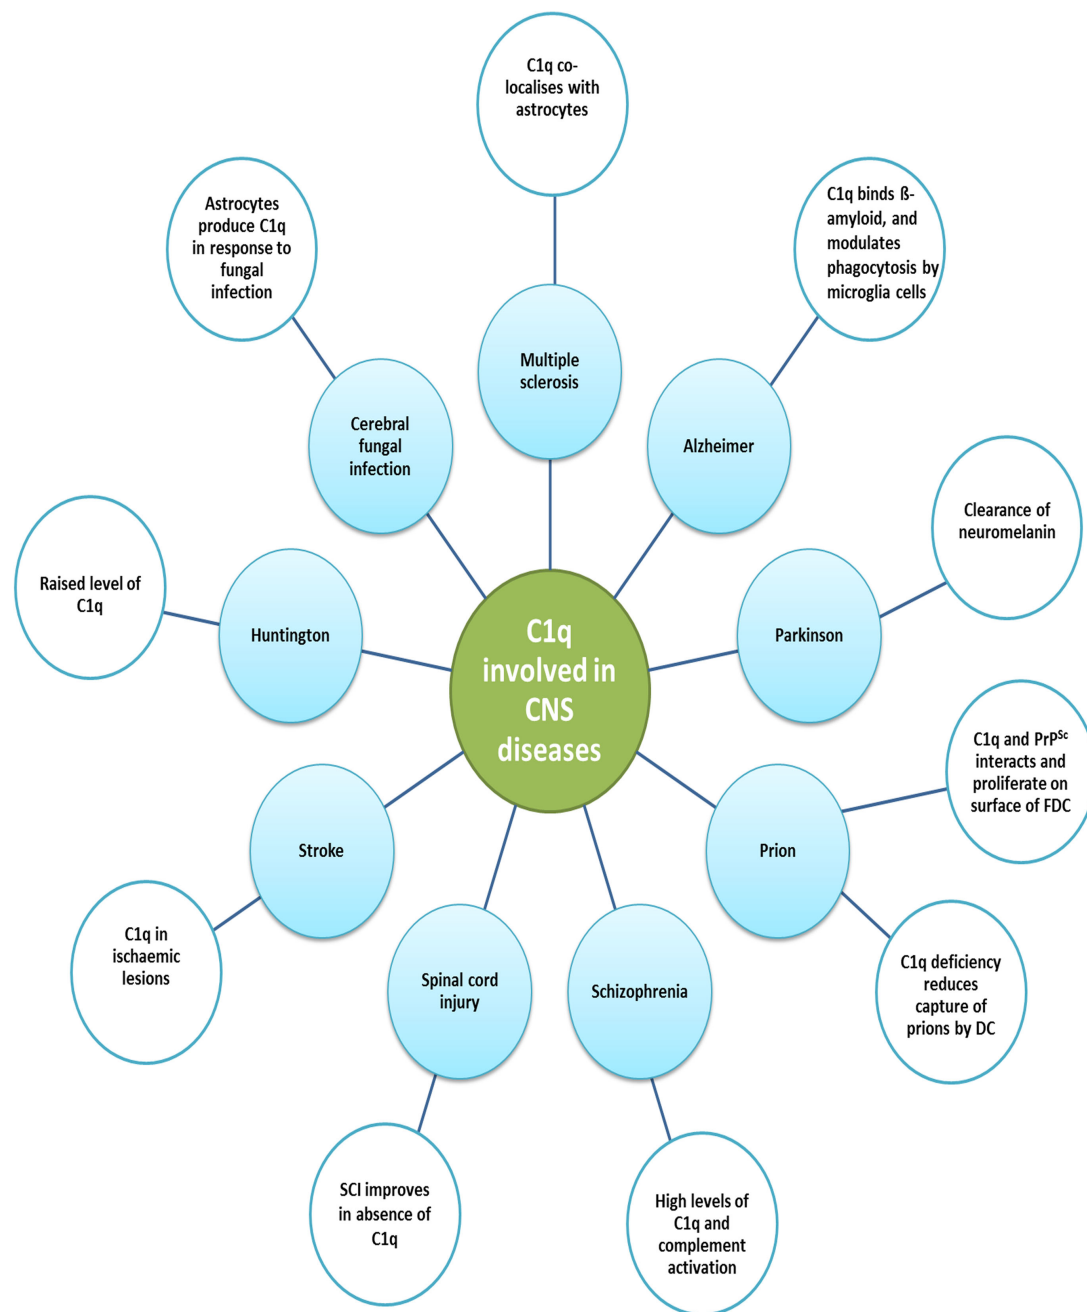 C1q co-
localises with
astrocytes
Astrocytes
produce C1q
in response to
fungal
infection
C1q binds ß-
amyloid, and
modulates
phagocytosis by
microglia cells
Multiple
sclerosis
Cerebral
fungal
infection
Alzheimer
Clearance of
neuromelanin
Raised level of
C1q
Huntington
Parkinson
C1q
involved in
CNS
diseases
C1q and PrPSc
interacts and
proliferate on
surface of FDC
Stroke
Prion
C1q in
ischaemic
lesions
Spinal cord
injury
Schizophrenia
C1q deficiency
reduces
capture of
prions by DC
SCI improves
in absence of
C1q
High levels of
C1q and
complement
activation